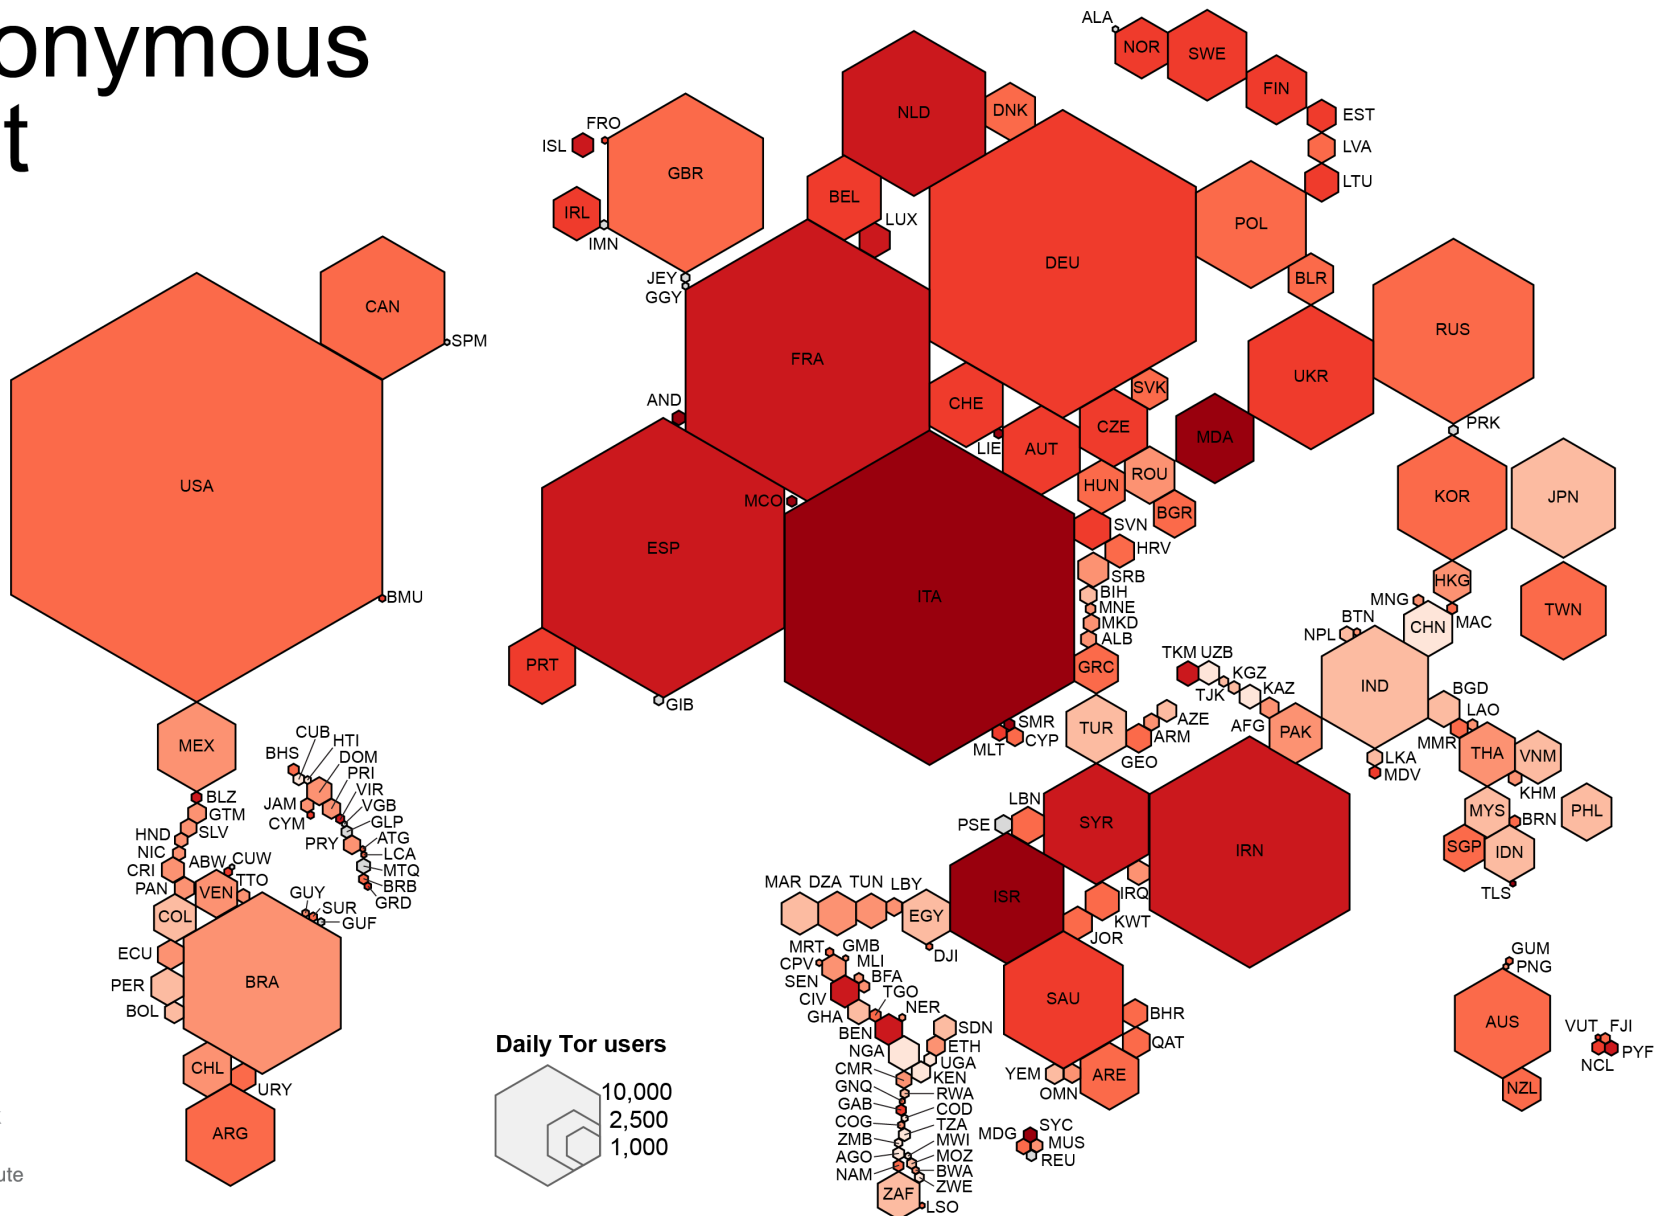 onymous
t
ALA
NOR
SWE
FIN
EST
LVA
LTU
NLD
DNK
FRO
ISL
GBR
IRL
IMN
BEL
LUX
JEY
GGY
DEU
POL
BLR
RUS
CAN
SPM
FRA
UKR
USA
AND
CHE
LIE
AUT
SVK
CZE
MDA
PRK
HUN
ROU
BGR
KOR
JPN
MCO
ESP
ITA
SVN
HRV
SRB
BIH
MNE
MKD
ALB
GRC
HKG
MNG
MAC
TWN
BTN
NPL
CHN
BMU
PRT
GIB
TKM UZB
KGZ
TJK
KAZ
AFG
PAK
IND
BGD
LAO
MMR
THA
VNM
KHM
LKA
MDV
SMR
MLT
CYP
TUR
AZE
ARM
GEO
MEX
CUB
HTI
BHS
DOM
PRI
VIR
VGB
JAM
CYM
GLP
PRY
ATG
LCA
MTQ
BRB
GRD
BLZ
GTM
SLV
HND
NIC
CRI
ABW
CUW
TTO
PAN
VEN
COL
GUY
SUR
GUF
ECU
PER
BOL
BRA
CHL
URY
ARG
LBN
PSE
SYR
IRN
IRQ
KWT
JOR
ISR
MYS
PHL
BRN
SGP
IDN
TLS
MAR
DZA
TUN
LBY
EGY
DJI
MRT
GMB
CPV
MLI
SEN
BFA
CIV
TGO
GHA
NER
BEN
SDN
NGA
ETH
UGA
CMR
KEN
GNQ
RWA
GAB
COD
COG
TZA
ZMB
MWI
AGO
MOZ
NAM
BWA
ZWE
ZAF
LSO
SAU
BHR
QAT
YEM
OMN
ARE
MDG
SYC
MUS
REU
GUM
PNG
AUS
VUT
FJI
PYF
NCL
NZL
Daily Tor users
10,000
2,500
1,000
ute